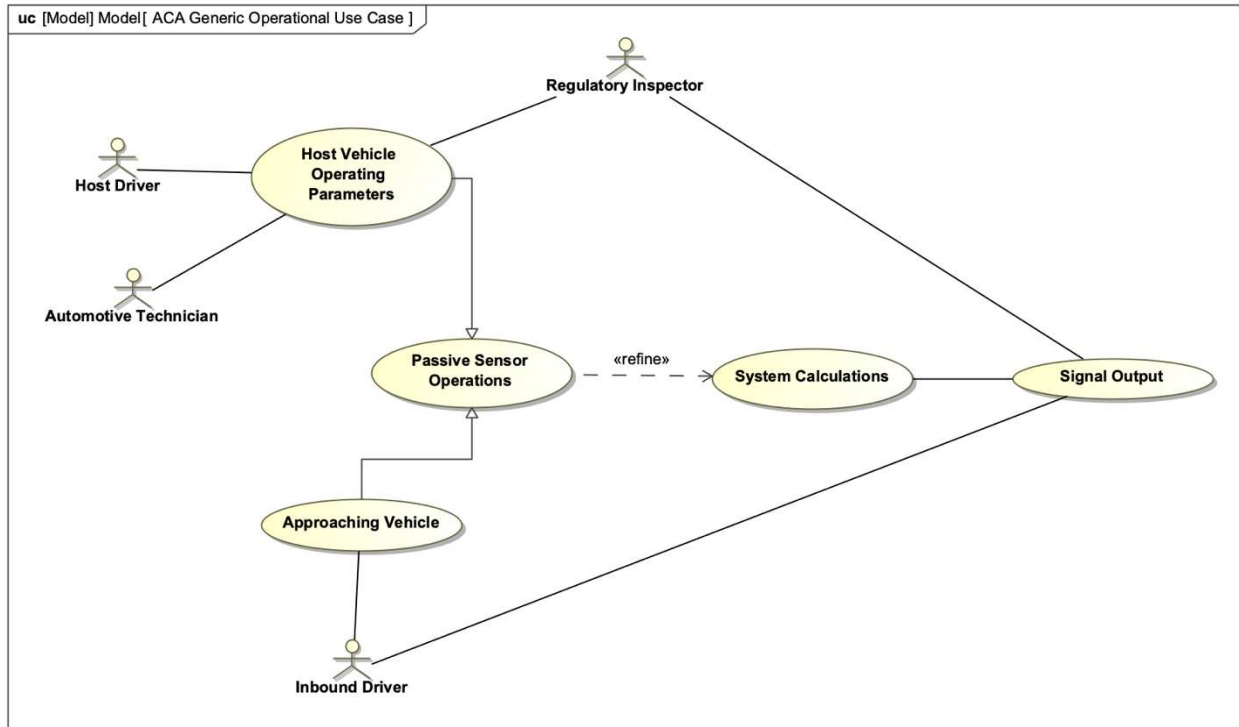 uc [Model] Model[ ACA Generic Operational Use Case ]
Regulatory Inspector
Host Vehicle
Operating
Parameters
Host Driver
Automotive Technician
Passive Sensor
Operations
«refine»
System Calculations
Signal Output
Approaching Vehicle
Inbound Driver